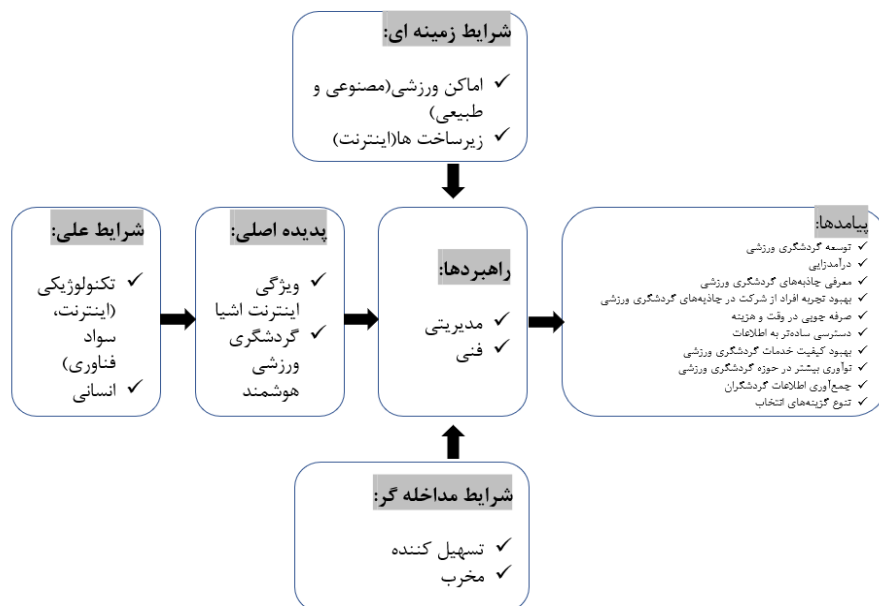 شرایط زمینه ای:
اماکن ورزشی(مصنوعی و
طبیعی)
زیرساخت ها(اینترنت)
شرایط علی:
تکنولوژیکی
(اینترنت،
سواد
فناوری)
انسانی
پدیده اصلی:
ویژگی
اینترنت اشیا
گردشگری
ورزشی
هوشمند
راهبردها:
مدیریتی
فنی
پیامدها:
توسعه گردشگری ورزشی
درآمدزایی
معرفی جاذبه‌های گردشگری ورزشی
بهبود تجربه افراد از شرکت در جاذبه‌های گردشگری ورزشی
صرفه جویی در وقت و هزینه
دسترسی ساده‌تر به اطلاعات
بهبود کیفیت خدمات گردشگری ورزشی
نوآوری بیشتر در حوزه گردشگری ورزشی
جمع‌آوری اطلاعات گردشگران
تنوع گزینه‌های انتخاب
شرایط مداخله گر:
تسهیل کننده
مخرب